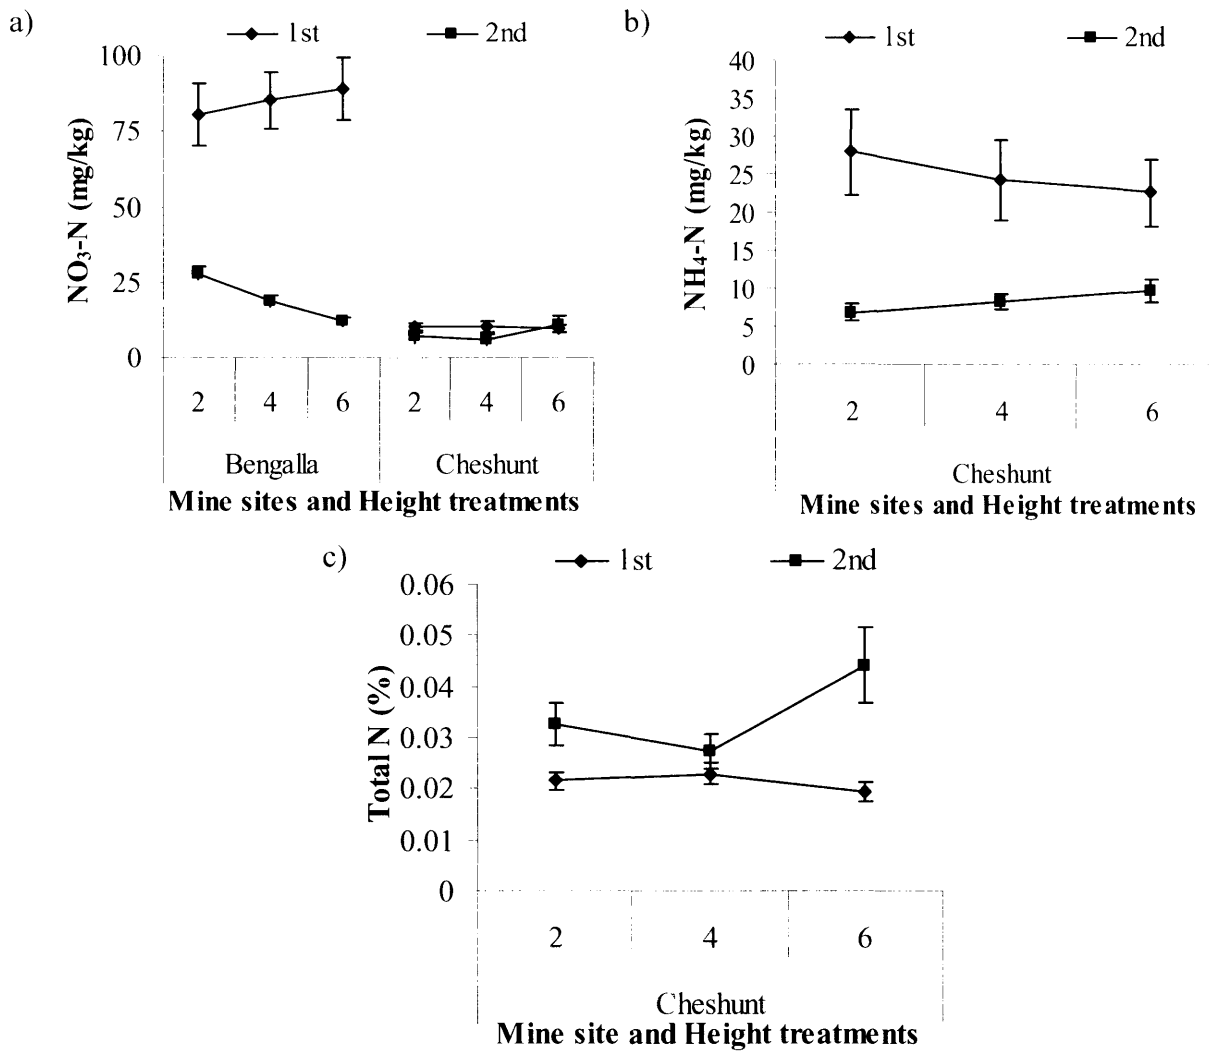 a)
1st 2nd
100
75
50
25
0
NO₃-N (mg/kg)
2 4 6 2 4 6
Bengalla Cheshunt
Mine sites and Height treatments
b)
1st 2nd
40
35
30
25
20
15
10
5
0
NH₄-N (mg/kg)
2 4 6
Cheshunt
Mine sites and Height treatments
c)
1st 2nd
0.06
0.05
0.04
0.03
0.02
0.01
0
Total N (%)
2 4 6
Cheshunt
Mine site and Height treatments